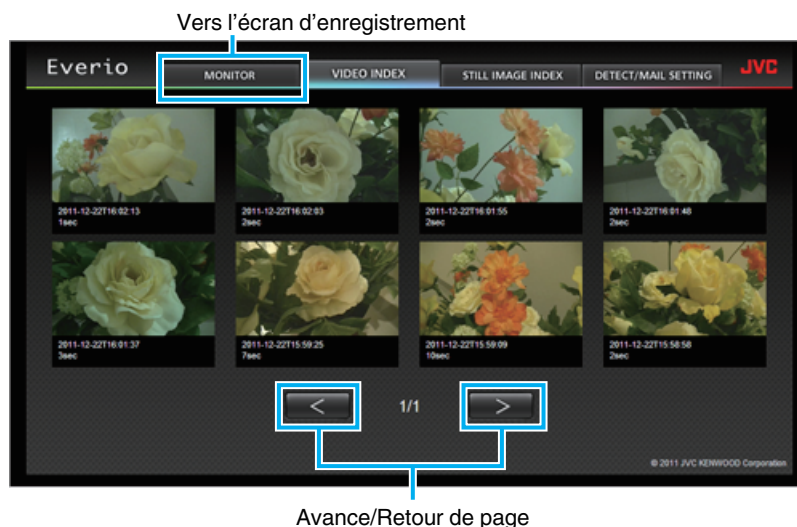 Vers l'écran d'enregistrement
Everio
MONITOR
VIDEO INDEX
STILL IMAGE INDEX
DETECT/MAIL SETTING
JVC
2011-12-22T16:02:13
1sec
2011-12-22T16:02:03
2sec
2011-12-22T16:01:55
2sec
2011-12-22T16:01:48
2sec
2011-12-22T16:01:37
3sec
2011-12-22T15:59:25
7sec
2011-12-22T15:59:09
10sec
2011-12-22T15:58:58
2sec
<
1/1
>
© 2011 JVC KENWOOD Corporation
Avance/Retour de page